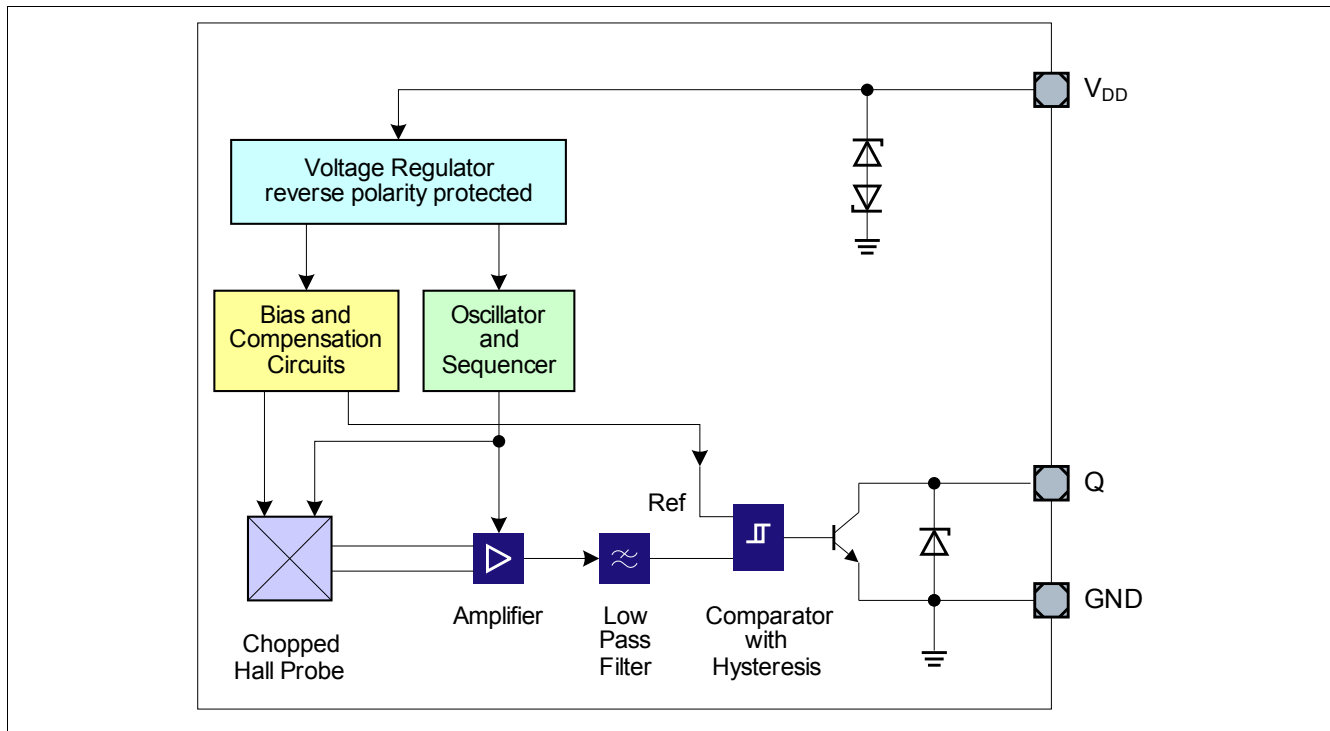 V_DD
Voltage Regulator
reverse polarity protected
Bias and
Compensation
Circuits
Oscillator
and
Sequencer
Ref
Q
GND
Amplifier
Low
Pass
Filter
Comparator
with
Hysteresis
Chopped
Hall Probe